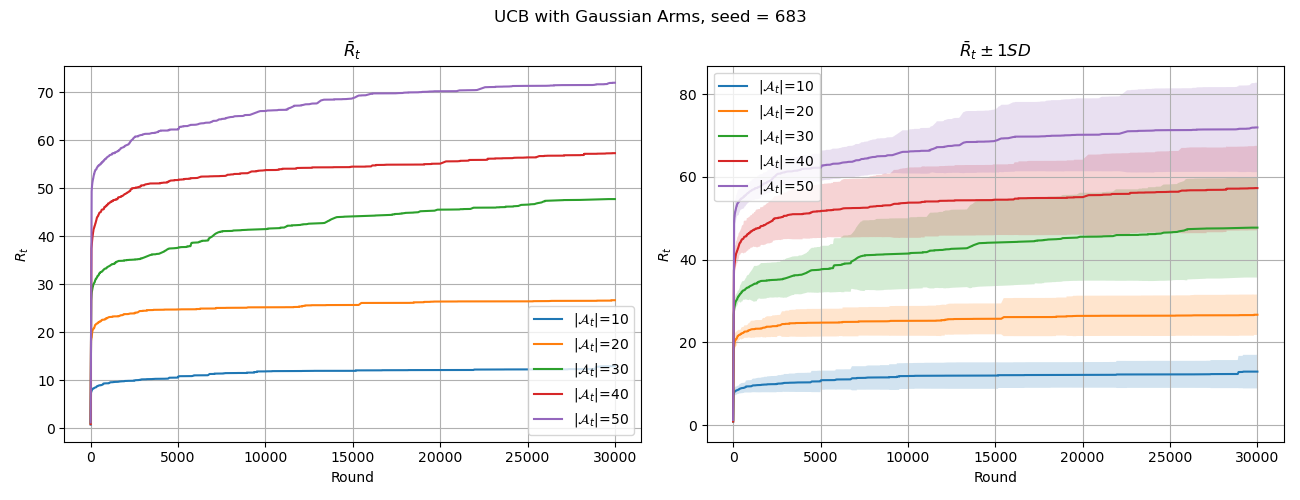 UCB with Gaussian Arms, seed = 683
R̄ₜ
Rₜ
70
60
50
40
30
20
10
0
0 5000 10000 15000 20000 25000 30000
Round
|𝒜ₜ|=10
|𝒜ₜ|=20
|𝒜ₜ|=30
|𝒜ₜ|=40
|𝒜ₜ|=50
R̄ₜ ± 1SD
Rₜ
80
60
40
20
0
0 5000 10000 15000 20000 25000 30000
Round
|𝒜ₜ|=10
|𝒜ₜ|=20
|𝒜ₜ|=30
|𝒜ₜ|=40
|𝒜ₜ|=50